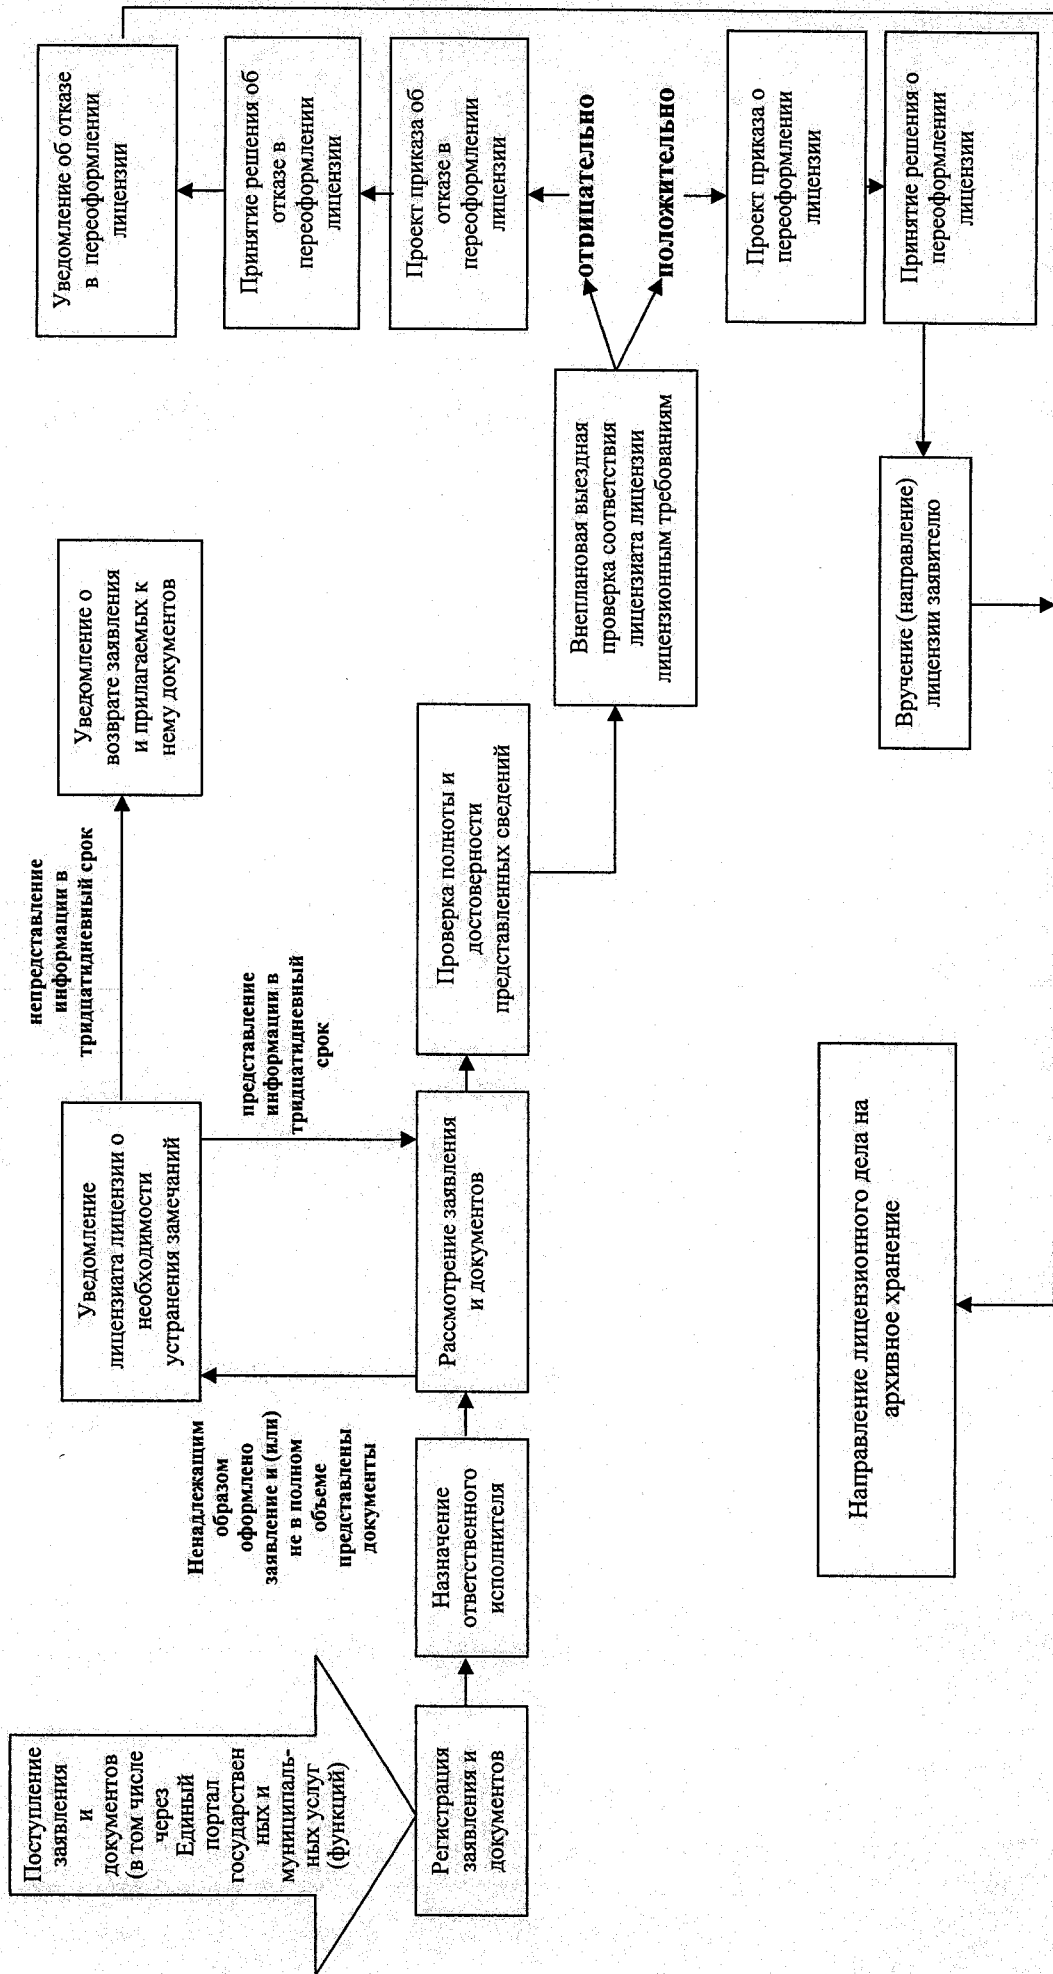 Поступление
заявления
и
документов
(в том числе
через
Единый
портал
государствен
ных и
муниципаль-
ных услуг
(функций)
Регистрация
заявления и
документов
Назначение
ответственного
исполнителя
Ненадлежащим
образом
оформлено
заявление и (или)
не в полном
объеме
представлены
документы
Рассмотрение заявления
и документов
Уведомление
лицензиата лицензии о
необходимости
устранения замечаний
представление
информации в
тридцатидневный
срок
непредставление
информации в
тридцатидневный срок
Уведомление о
возврате заявления
и прилагаемых к
нему документов
Проверка полноты и
достоверности
представленных сведений
Внеплановая выездная
проверка соответствия
лицензиата лицензии
лицензионным требованиям
отрицательно
положительно
Проект приказа об
отказе в
переоформлении
лицензии
Принятие решения об
отказе в
переоформлении
лицензии
Уведомление об отказе
в переоформлении
лицензии
Проект приказа о
переоформлении
лицензии
Принятие решения о
переоформлении
лицензии
Вручение (направление)
лицензии заявителю
Направление лицензионного дела на
архивное хранение